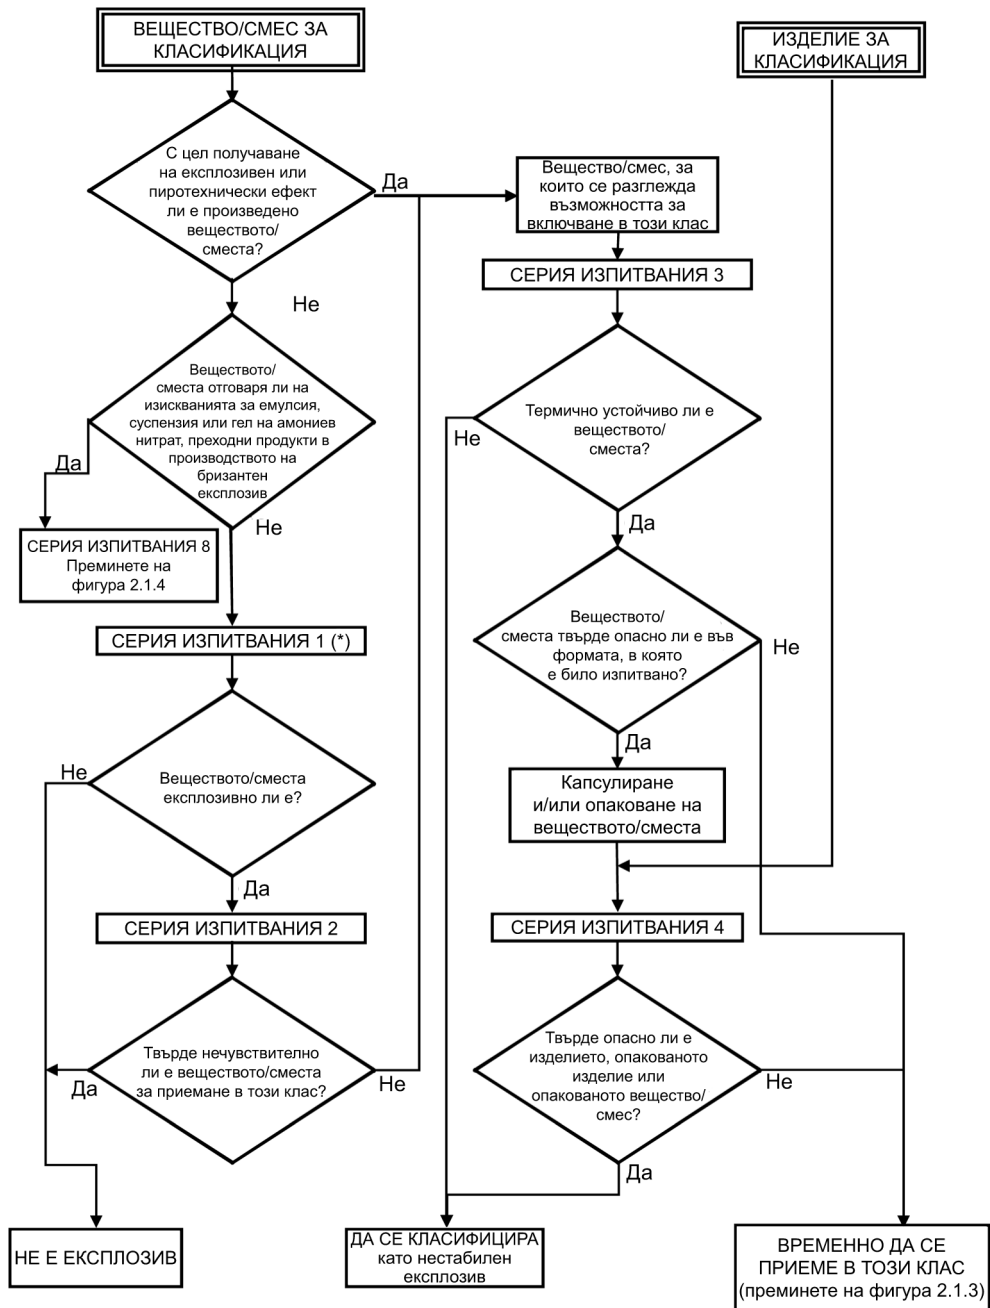 ВЕЩЕСТВО/СМЕС ЗА
КЛАСИФИКАЦИЯ
ИЗДЕЛИЕ ЗА
КЛАСИФИКАЦИЯ
С цел получаване
на експлозивен или
пиротехнически ефект
ли е произведено
веществото/
сместа?
Да
Вещество/смес, за
които се разглежда
възможността за
включване в този клас
СЕРИЯ ИЗПИТВАНИЯ 3
Не
Веществото/
сместа отговаря ли на
изискванията за емулсия,
суспензия или гел на амониев
нитрат, преходни продукти в
производството на
бризантен
експлозив
Да
Не
СЕРИЯ ИЗПИТВАНИЯ 8
Преминете на
фигура 2.1.4
Термично устойчиво ли е
веществото/
сместа?
Не
Да
СЕРИЯ ИЗПИТВАНИЯ 1 (*)
Веществото/
сместа твърде опасно ли е във
формата, в която
е било изпитвано?
Не
Да
Веществото/сместа
експлозивно ли е?
Не
Да
Капсулиране
и/или опаковане на
веществото/сместа
СЕРИЯ ИЗПИТВАНИЯ 2
СЕРИЯ ИЗПИТВАНИЯ 4
Твърде нечувствително
ли е веществото/сместа
за приемане в този клас?
Да
Не
Твърде опасно ли е
изделието, опакованото
изделие или
опакованото вещество/
смес?
Не
Да
НЕ Е ЕКСПЛОЗИВ
ДА СЕ КЛАСИФИЦИРА
като нестабилен
експлозив
ВРЕМЕННО ДА СЕ
ПРИЕМЕ В ТОЗИ КЛАС
(преминете на фигура 2.1.3)